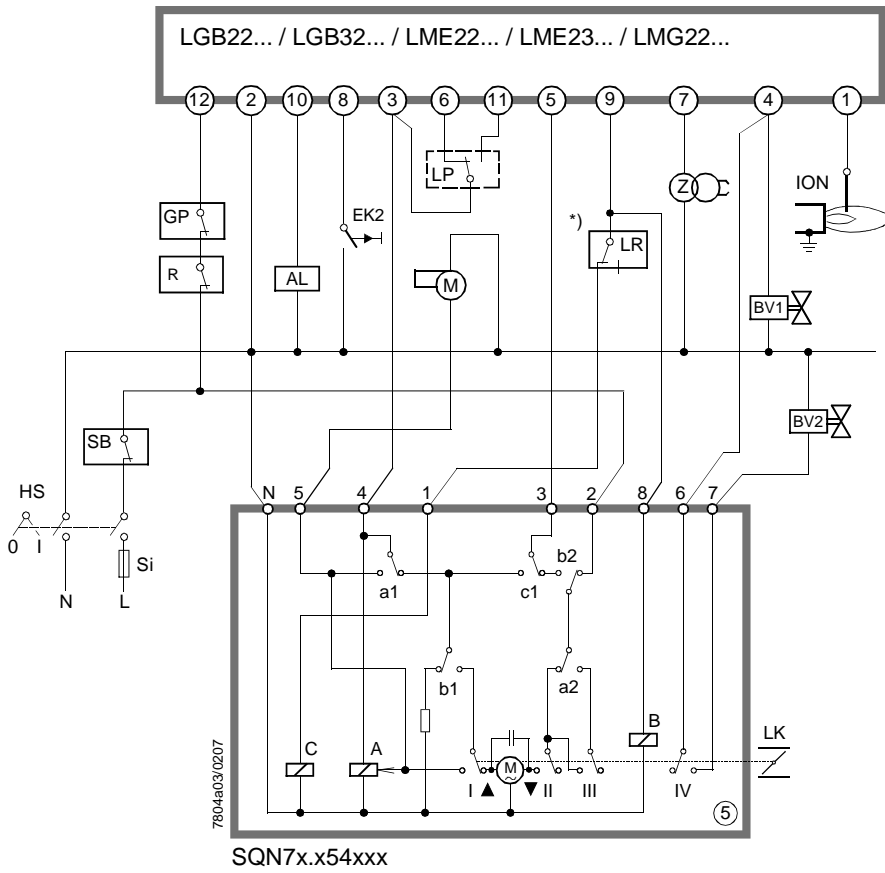 LGB22... / LGB32... / LME22... / LME23... / LMG22...
12 2 10 8 3 6 11 5 9 7 4 1
LP
Z
ION
GP
EK2
*)
LR
R
AL
M
BV1
BV2
SB
HS
N 5 4 1 3 2 8 6 7
0 I
Si
N L
a1
c1
b2
b1
a2
C
A
B
LK
M
~
I II III IV
5
7804a03/0207
SQN7x.x54xxx